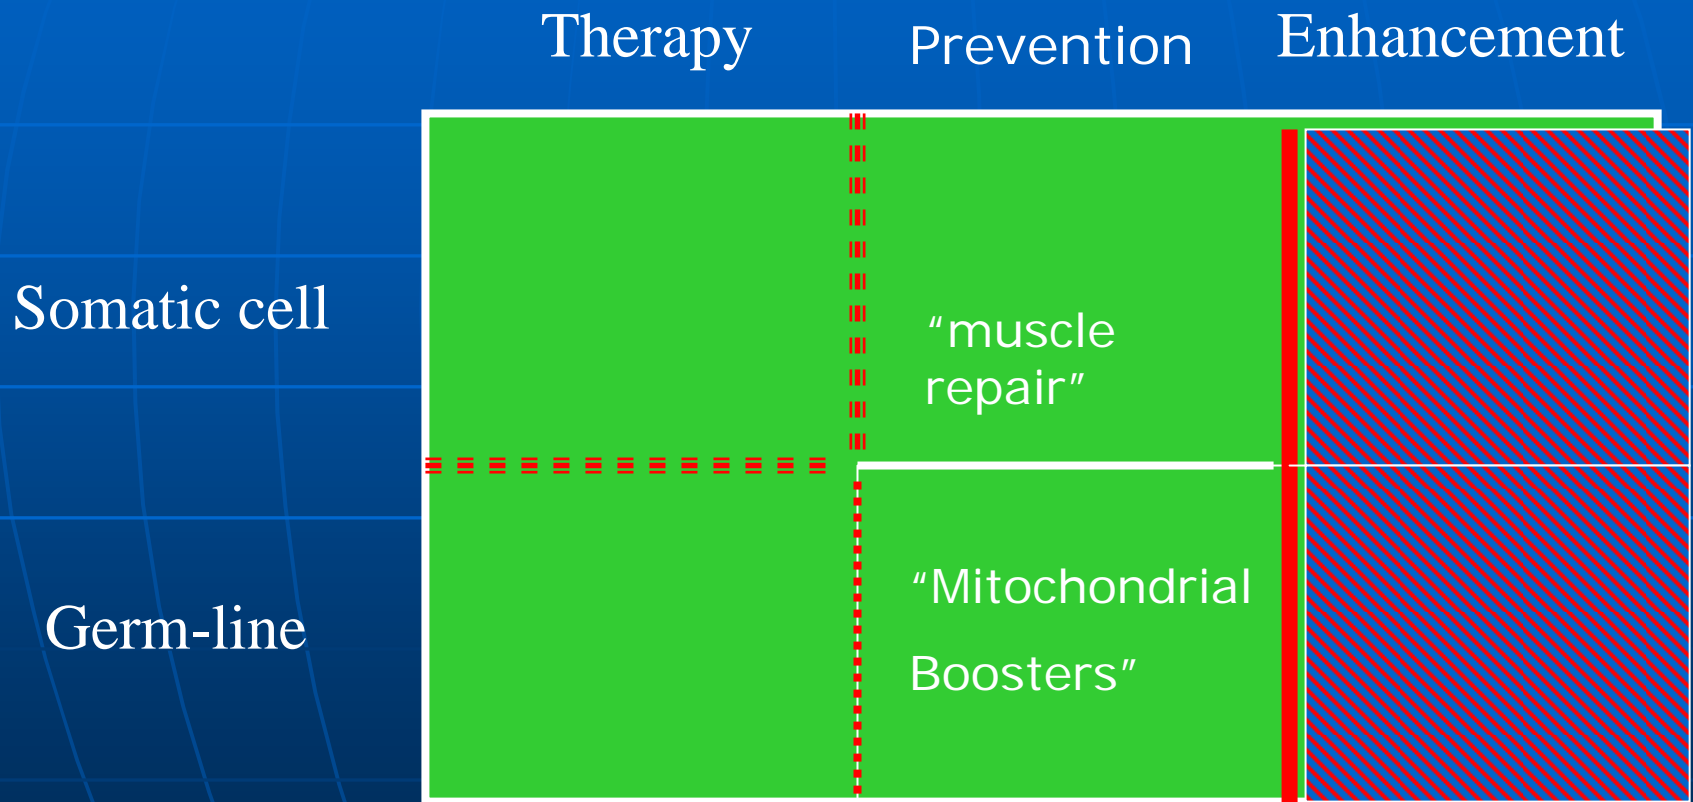 Therapy Prevention Enhancement
Somatic cell
“muscle
repair”
Germ-line
“Mitochondrial
Boosters”